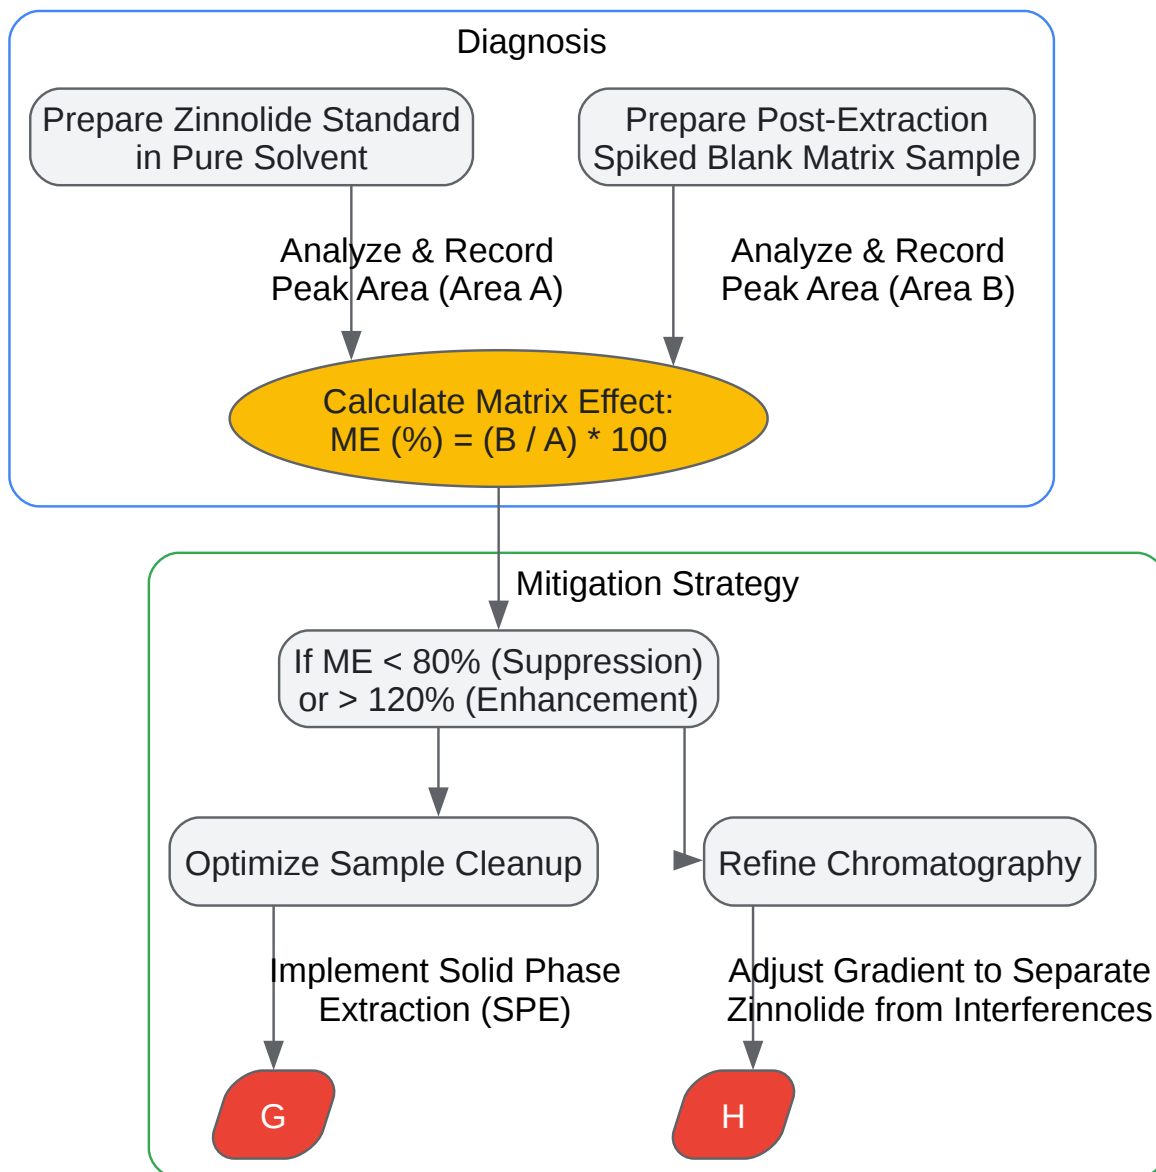 Diagnosis
Prepare Zinnolide Standard
in Pure Solvent
Prepare Post-Extraction
Spiked Blank Matrix Sample
Analyze & Record
Peak Area (Area A)
Analyze & Record
Peak Area (Area B)
Calculate Matrix Effect:
ME (%) = (B / A) * 100
Mitigation Strategy
If ME < 80% (Suppression)
or > 120% (Enhancement)
Optimize Sample Cleanup
Refine Chromatography
Implement Solid Phase
Extraction (SPE)
Adjust Gradient to Separate
Zinnolide from Interferences
G
H